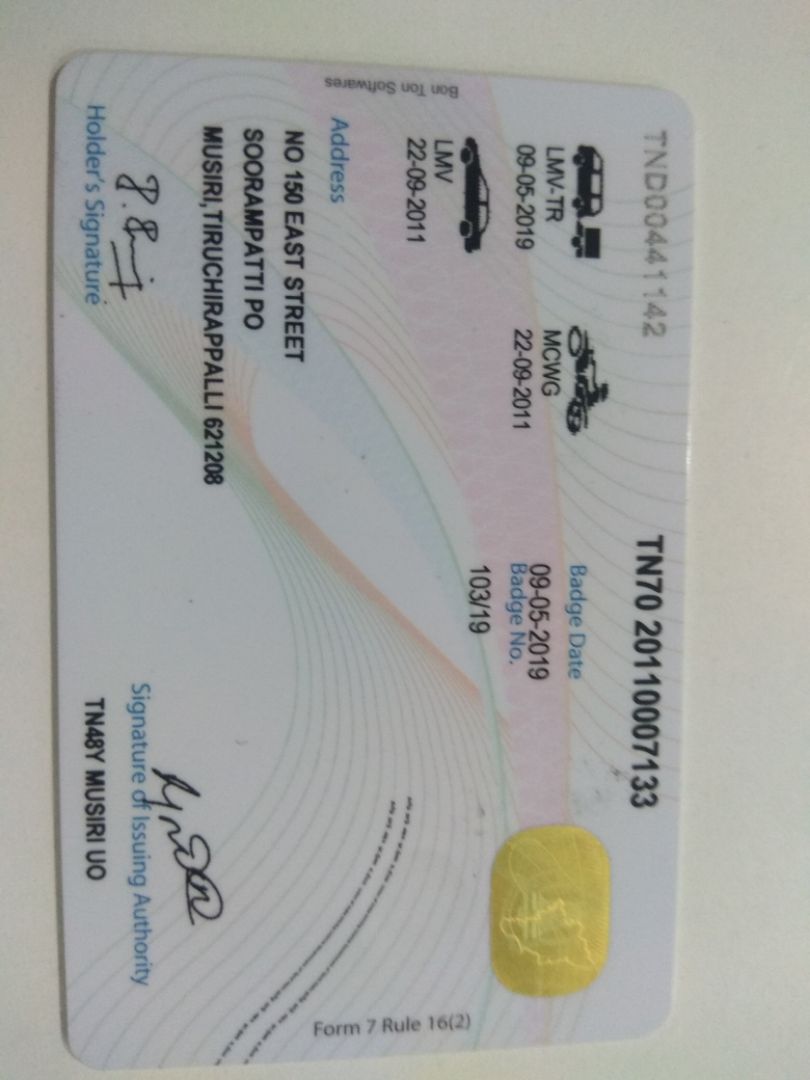 TND00441142
TN70 20110007133
LMV-TR
09-05-2019
MCWG
22-09-2011
Badge Date
09-05-2019
Badge No.
103/19
LMV
22-09-2011
Address
NO 150 EAST STREET
SOORAMPATTI PO
MUSIRI,TIRUCHIRAPPALLI 621208
Holder's Signature
Signature of Issuing Authority
TN48Y MUSIRI UO
Bon Ton Softwares
Form 7 Rule 16(2)